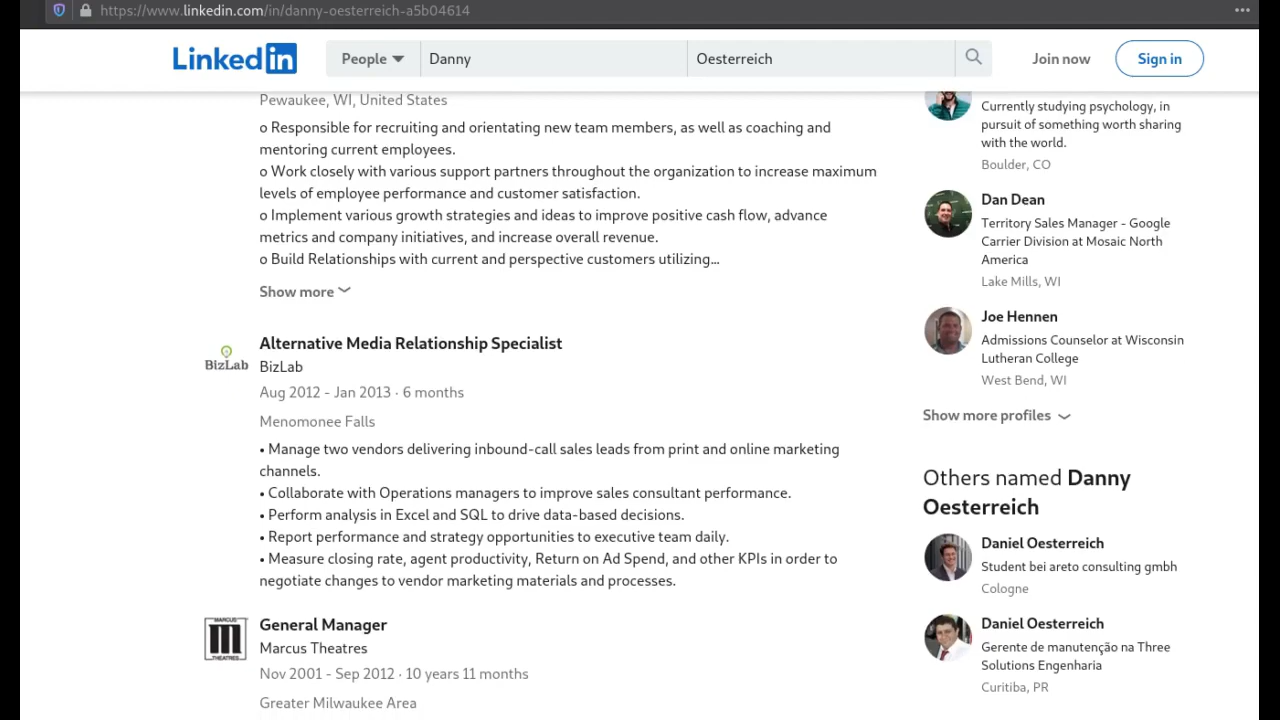 https://www.linkedin.com/in/danny-oesterreich-a5b04614
LinkedIn
People
Danny
Oesterreich
Join now
Sign in
Pewaukee, WI, United States
o Responsible for recruiting and orientating new team members, as well as coaching and
mentoring current employees.
o Work closely with various support partners throughout the organization to increase maximum
levels of employee performance and customer satisfaction.
o Implement various growth strategies and ideas to improve positive cash flow, advance
metrics and company initiatives, and increase overall revenue.
o Build Relationships with current and perspective customers utilizing…
Show more
BizLab
Alternative Media Relationship Specialist
BizLab
Aug 2012 - Jan 2013 · 6 months
Menomonee Falls
• Manage two vendors delivering inbound-call sales leads from print and online marketing
channels.
• Collaborate with Operations managers to improve sales consultant performance.
• Perform analysis in Excel and SQL to drive data-based decisions.
• Report performance and strategy opportunities to executive team daily.
• Measure closing rate, agent productivity, Return on Ad Spend, and other KPIs in order to
negotiate changes to vendor marketing materials and processes.
MARCUS
THEATRES
General Manager
Marcus Theatres
Nov 2001 - Sep 2012 · 10 years 11 months
Greater Milwaukee Area
Currently studying psychology, in
pursuit of something worth sharing
with the world.
Boulder, CO
Dan Dean
Territory Sales Manager - Google
Carrier Division at Mosaic North
America
Lake Mills, WI
Joe Hennen
Admissions Counselor at Wisconsin
Lutheran College
West Bend, WI
Show more profiles
Others named Danny
Oesterreich
Daniel Oesterreich
Student bei areto consulting gmbh
Cologne
Daniel Oesterreich
Gerente de manutenção na Three
Solutions Engenharia
Curitiba, PR